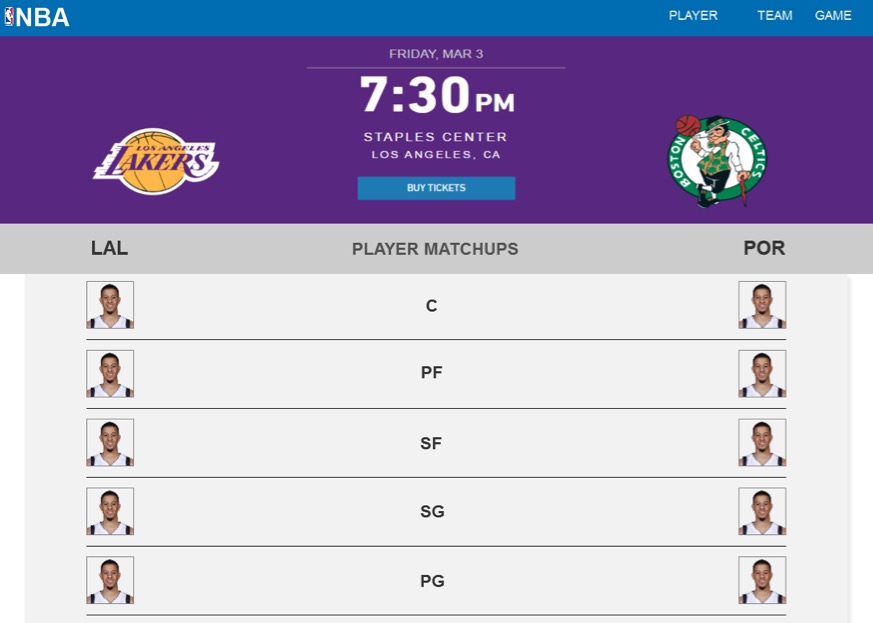 NBA
PLAYER TEAM GAME
FRIDAY, MAR 3
7:30 PM
STAPLES CENTER
LOS ANGELES, CA
BUY TICKETS
LOS ANGELES
LAKERS
BOSTON
CELTICS
LAL PLAYER MATCHUPS POR
C
PF
SF
SG
PG